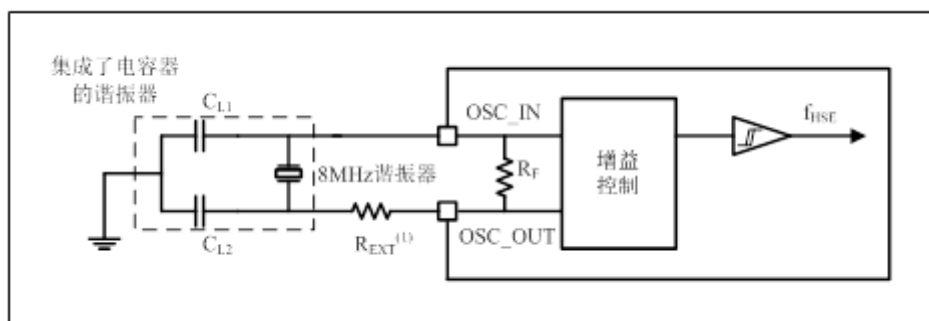 集成了电容器
的谐振器
C_L1
OSC_IN
f_HSE
8MHz谐振器
R_F
增益
控制
C_L2
R_EXT^(1)
OSC_OUT